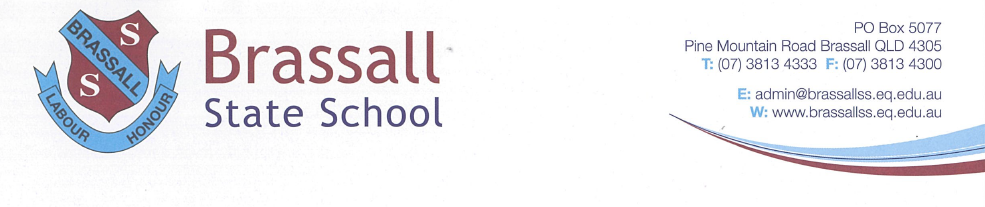 S
BRASSALL
S
LABOUR
HONOUR
Brassall
State School
PO Box 5077
Pine Mountain Road Brassall QLD 4305
T: (07) 3813 4333 F: (07) 3813 4300
E: admin@brassallss.eq.edu.au
W: www.brassallss.eq.edu.au